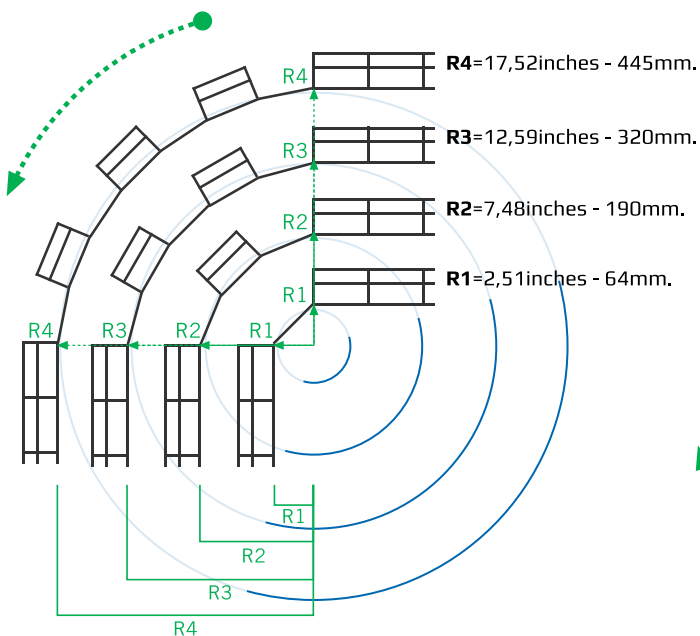 R4
R4=17,52inches - 445mm.
R3
R3=12,59inches - 320mm.
R2
R2=7,48inches - 190mm.
R1
R1=2,51inches - 64mm.
R4 R3 R2 R1
R1
R2
R3
R4